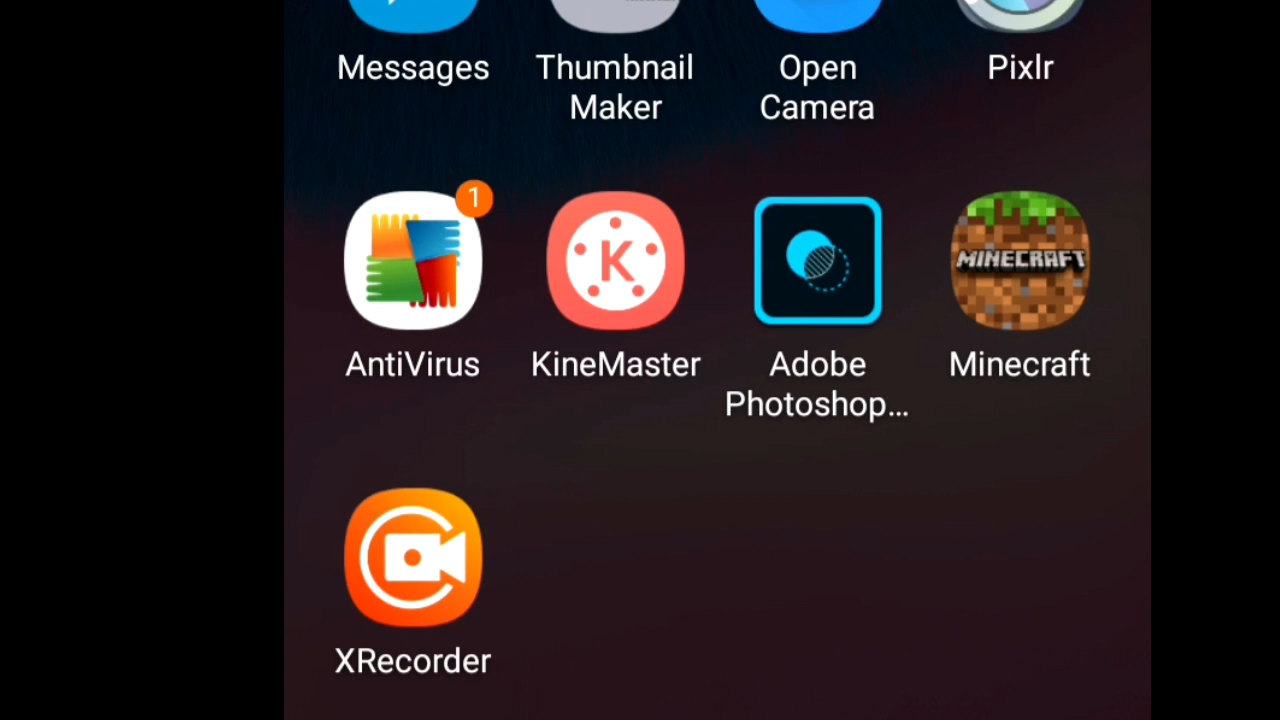 Messages
Thumbnail
Maker
Open
Camera
Pixlr
1
AntiVirus
K
KineMaster
Adobe
Photoshop...
MINECRAFT
Minecraft
XRecorder